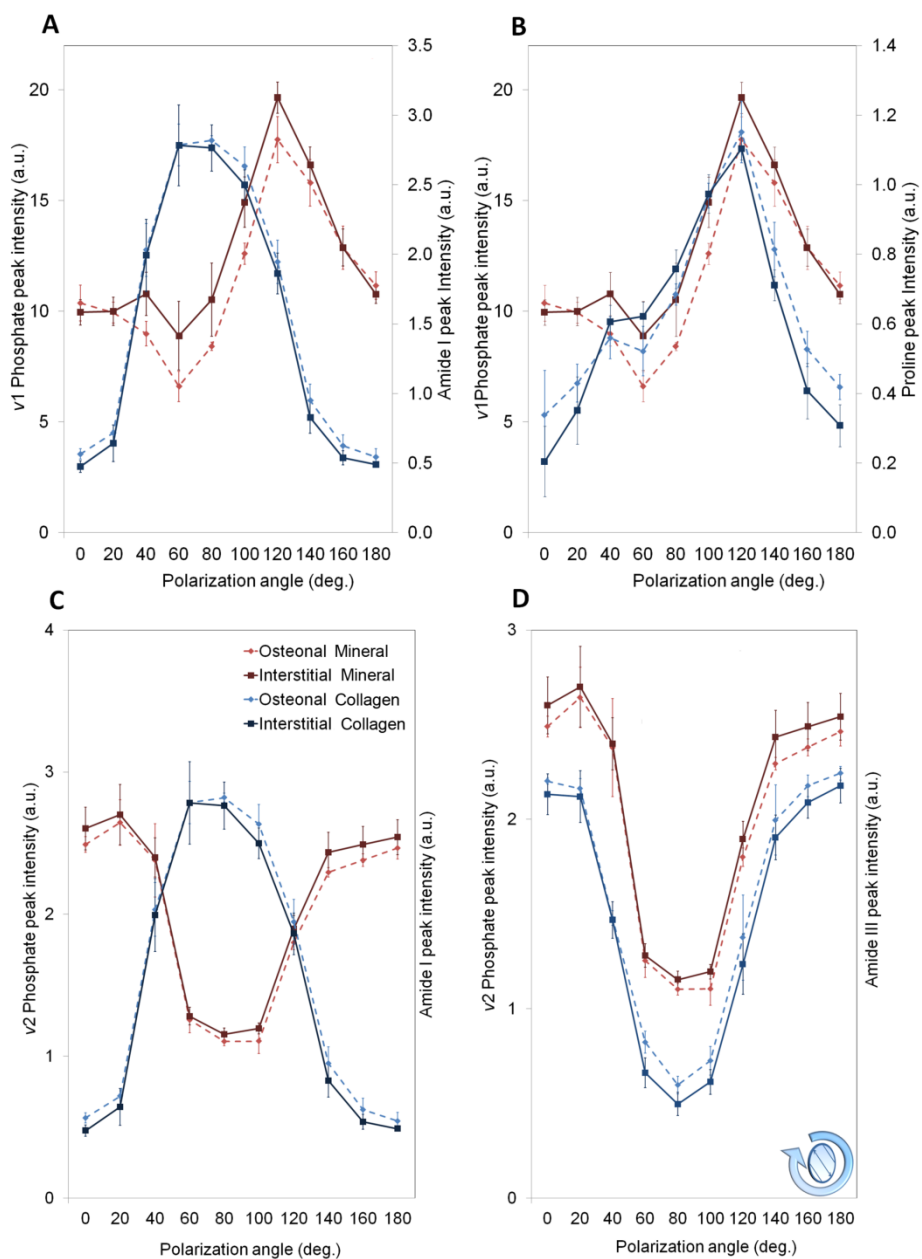 A
B
20
15
10
5
0
v1 Phosphate peak intensity (a.u.)
3.5
3.0
2.5
2.0
1.5
1.0
0.5
0.0
Amide I peak Intensity (a.u.)
0 20 40 60 80 100 120 140 160 180
Polarization angle (deg.)
20
15
10
5
0
v1Phosphate peak intensity (a.u.)
1.4
1.2
1.0
0.8
0.6
0.4
0.2
0.0
Proline peak Intensity (a.u.)
0 20 40 60 80 100 120 140 160 180
Polarization angle (deg.)
C
D
4
3
2
1
0
v2 Phosphate peak intensity (a.u.)
Osteonal Mineral
Interstitial Mineral
Osteonal Collagen
Interstitial Collagen
Amide I peak intensity (a.u.)
0 20 40 60 80 100 120 140 160 180
Polarization angle (deg.)
3
2
1
0
v2 Phosphate peak intensity (a.u.)
Amide III peak intensity (a.u.)
0 20 40 60 80 100 120 140 160 180
Polarization angle (deg.)